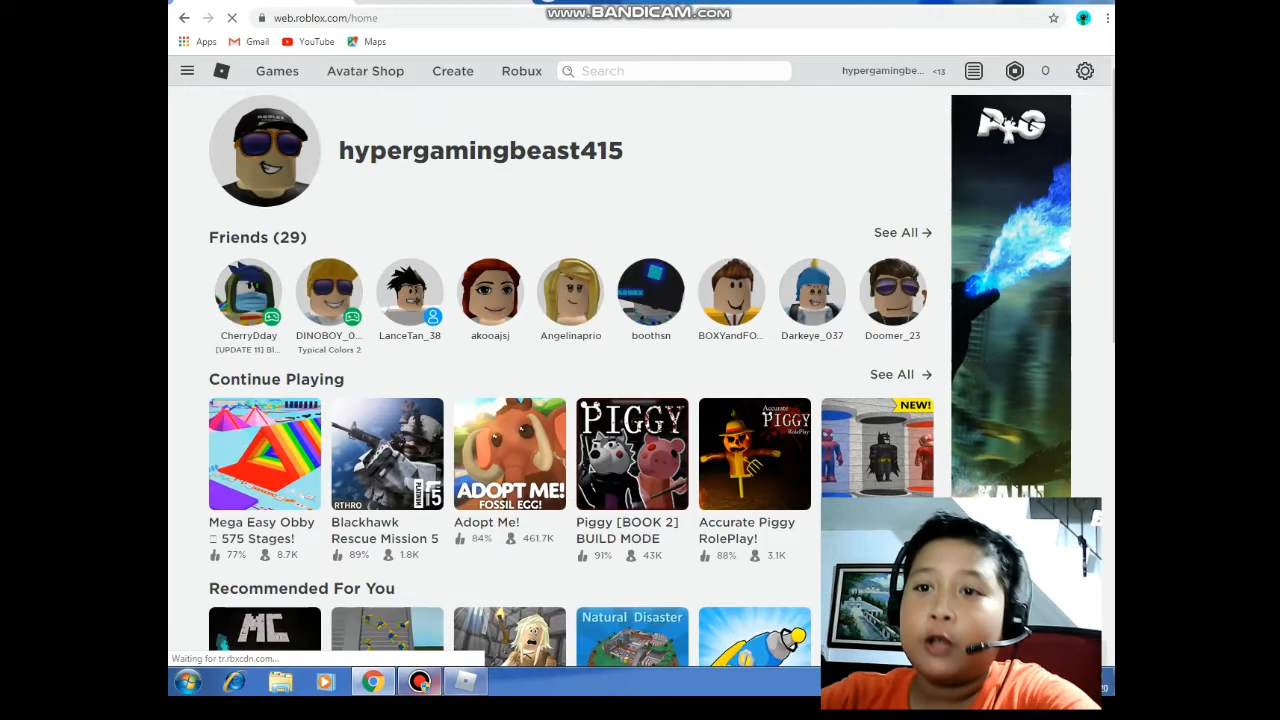 www.BANDICAM.com
web.roblox.com/home
Apps Gmail YouTube Maps
Games Avatar Shop Create Robux Search hypergamingbe... <13 0
hypergamingbeast415
Friends (29) See All →
CherryDday DINOBOY_0... LanceTan_38 akooajsj Angelinaprio boothsn BOXYandFO... Darkeye_037 Doomer_23
[UPDATE 11] Bl... Typical Colors 2
Continue Playing See All →
PIGGY
Accurate PIGGY RolePlay
NEW!
RTHRO
ADOPT ME!
FOSSIL EGG!
Mega Easy Obby Blackhawk Adopt Me! Piggy [BOOK 2] Accurate Piggy
575 Stages! Rescue Mission 5 84% 461.7K BUILD MODE RolePlay!
77% 8.7K 89% 1.8K 91% 43K 88% 3.1K
Recommended For You
MC
Natural Disaster
Waiting for tr.rbxcdn.com...